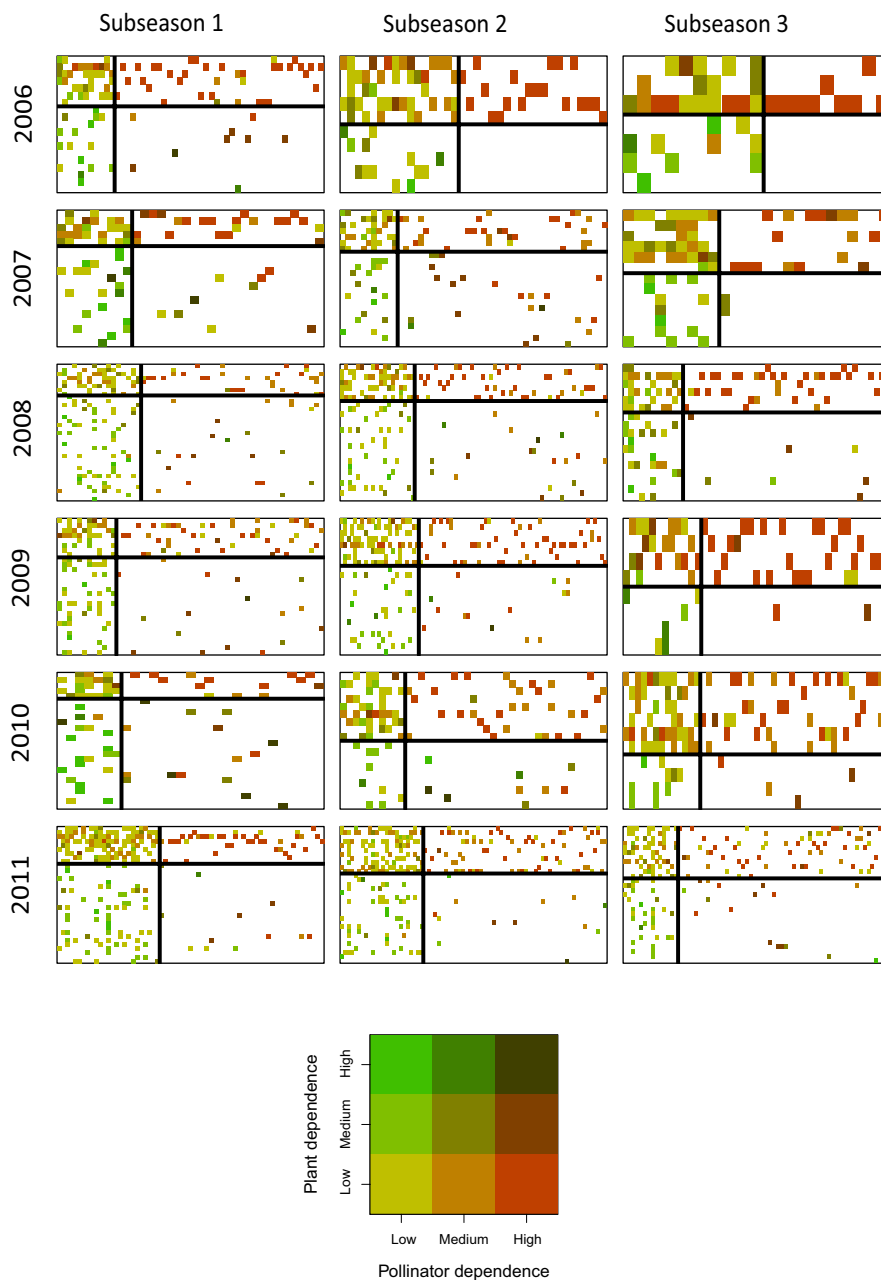 Subseason 1 Subseason 2 Subseason 3
2006
2007
2008
2009
2010
2011
Plant dependence
High
Medium
Low
Low Medium High
Pollinator dependence